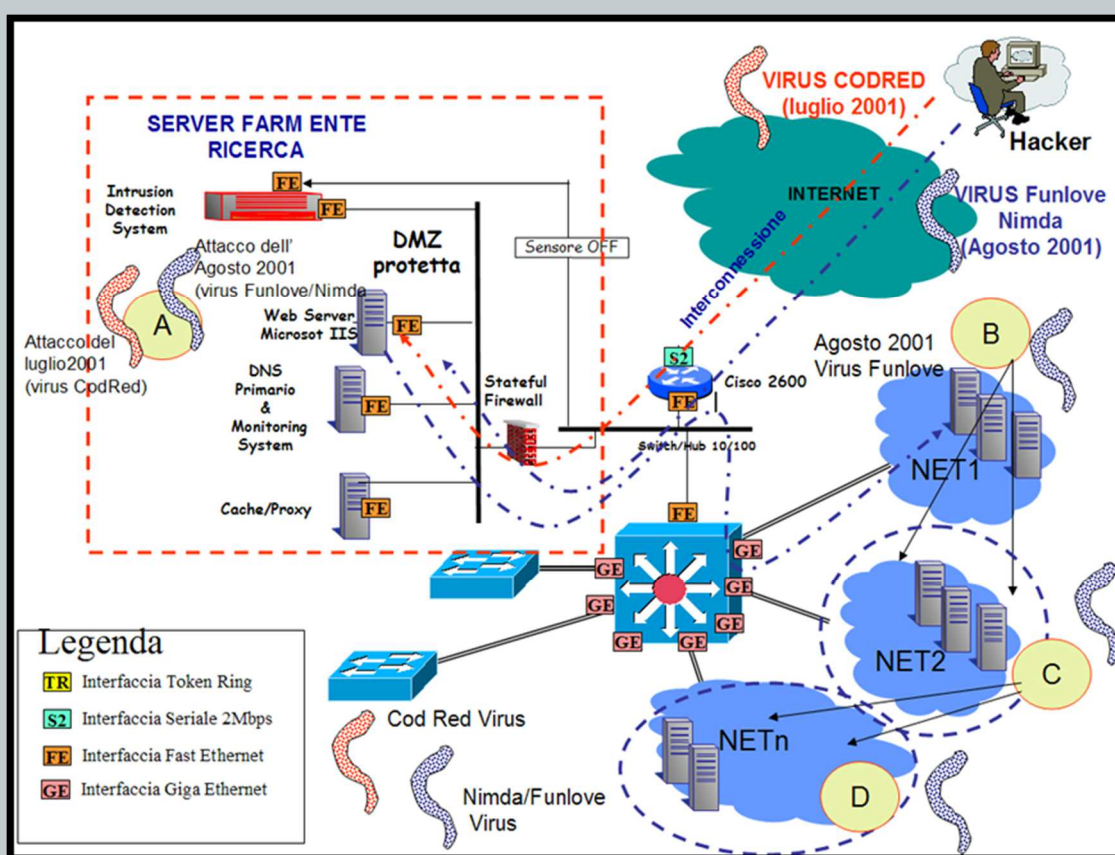 VIRUS CODRED
(luglio 2001)
Hacker
SERVER FARM ENTE
RICERCA
FE
Intrusion
Detection
System
FE
INTERNET
VIRUS Funlove
Nimda
(Agosto 2001)
Sensore OFF
Interconnessione
DMZ
protetta
Attacco dell'
Agosto 2001
(virus Funlove/Nimda
A
Web Server
Microsot IIS
FE
Attacco del
luglio2001
(virus CodRed)
DNS
Primario
&
Monitoring
System
FE
Stateful
Firewall
S2
Cisco 2600
FE
Switch/Hub 10/100
B
Agosto 2001
Virus Funlove
NET1
Cache/Proxy
FE
FE
GE
GE
GE
GE
GE
GE
GE
NET2
C
NETn
D
Legenda
TR Interfaccia Token Ring
S2 Interfaccia Seriale 2Mbps
FE Interfaccia Fast Ethernet
GE Interfaccia Giga Ethernet
Cod Red Virus
Nimda/Funlove
Virus